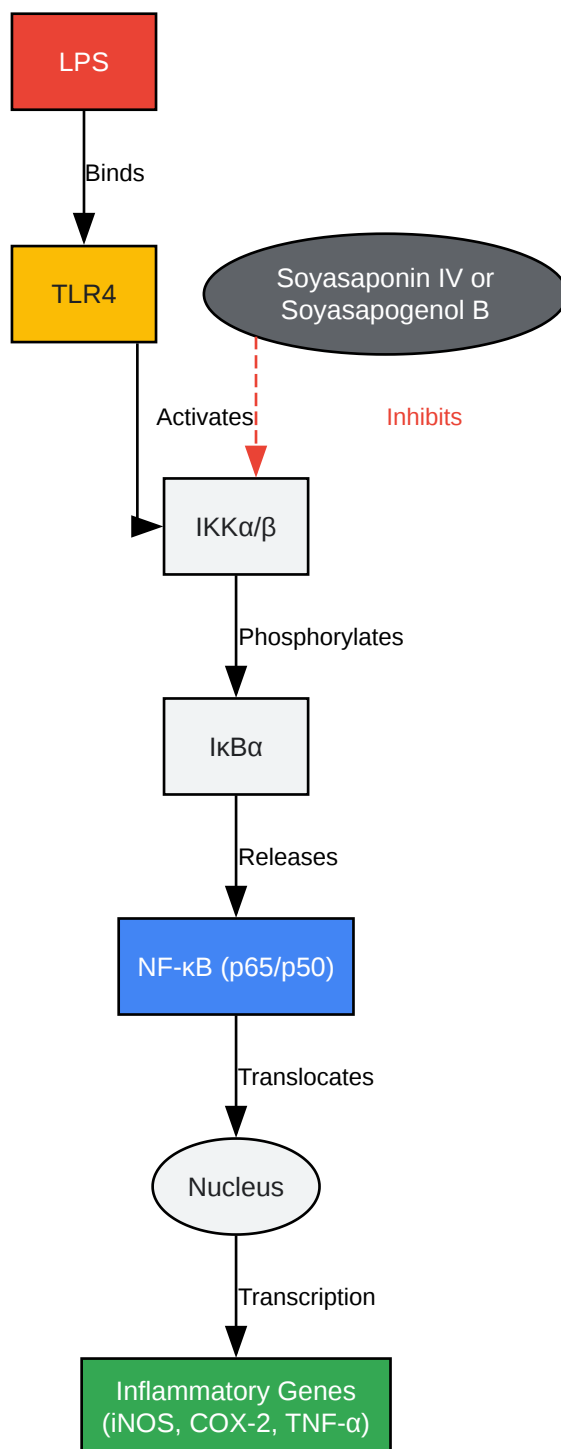 LPS
Binds
TLR4
Soyasaponin IV or
Soyasapogenol B
Activates
Inhibits
IKKα/β
Phosphorylates
IκBα
Releases
NF-κB (p65/p50)
Translocates
Nucleus
Transcription
Inflammatory Genes
(iNOS, COX-2, TNF-α)